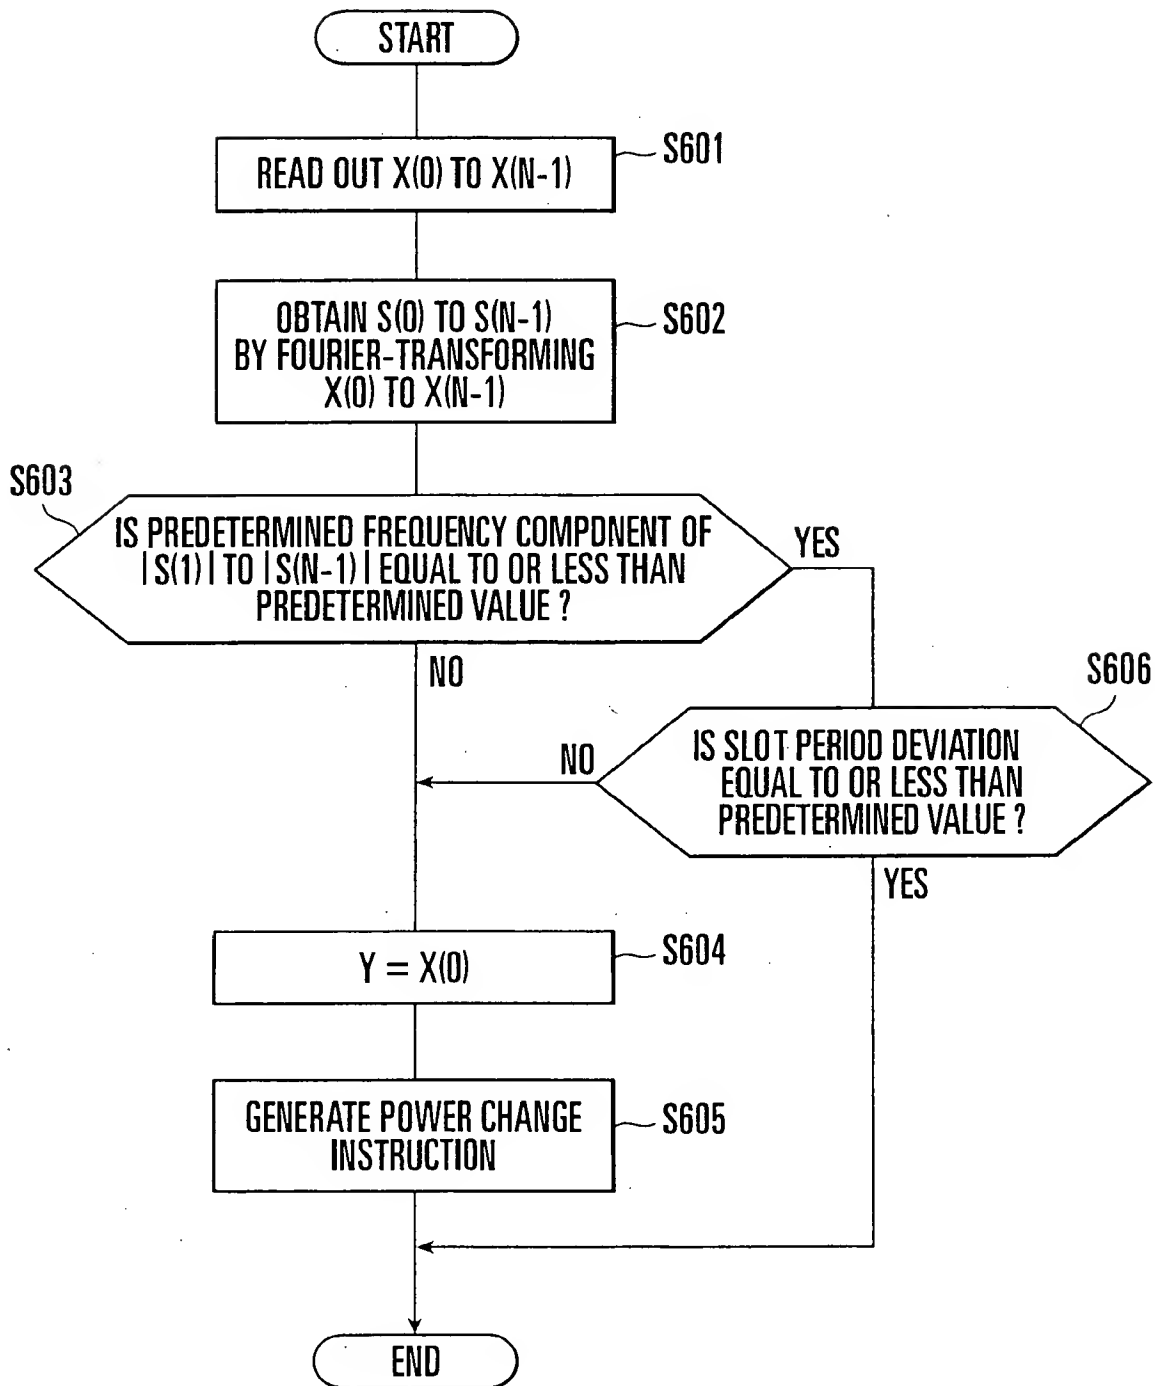 START
S601
READ OUT X(0) TO X(N-1)
S602
OBTAIN S(0) TO S(N-1)
BY FOURIER-TRANSFORMING
X(0) TO X(N-1)
S603
IS PREDETERMINED FREQUENCY COMPONENT OF
|S(1)| TO |S(N-1)| EQUAL TO OR LESS THAN
PREDETERMINED VALUE ?
YES
NO
S606
IS SLOT PERIOD DEVIATION
EQUAL TO OR LESS THAN
PREDETERMINED VALUE ?
NO
YES
S604
Y = X(0)
S605
GENERATE POWER CHANGE
INSTRUCTION
END